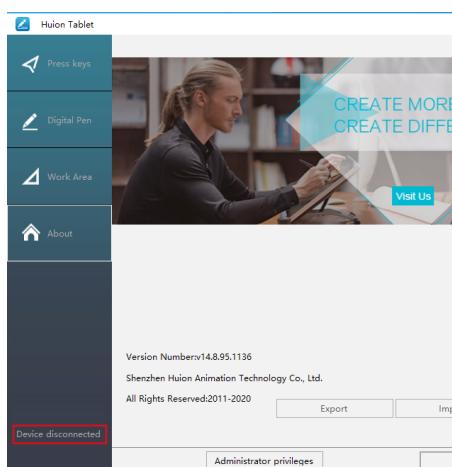 Huion Tablet
Press keys
Digital Pen
Work Area
About
CREATE MORE
CREATE DIFFE
Visit Us
Version Number:v14.8.95.1136
Shenzhen Huion Animation Technology Co., Ltd.
All Rights Reserved:2011-2020
Export
Imp
Device disconnected
Administrator privileges